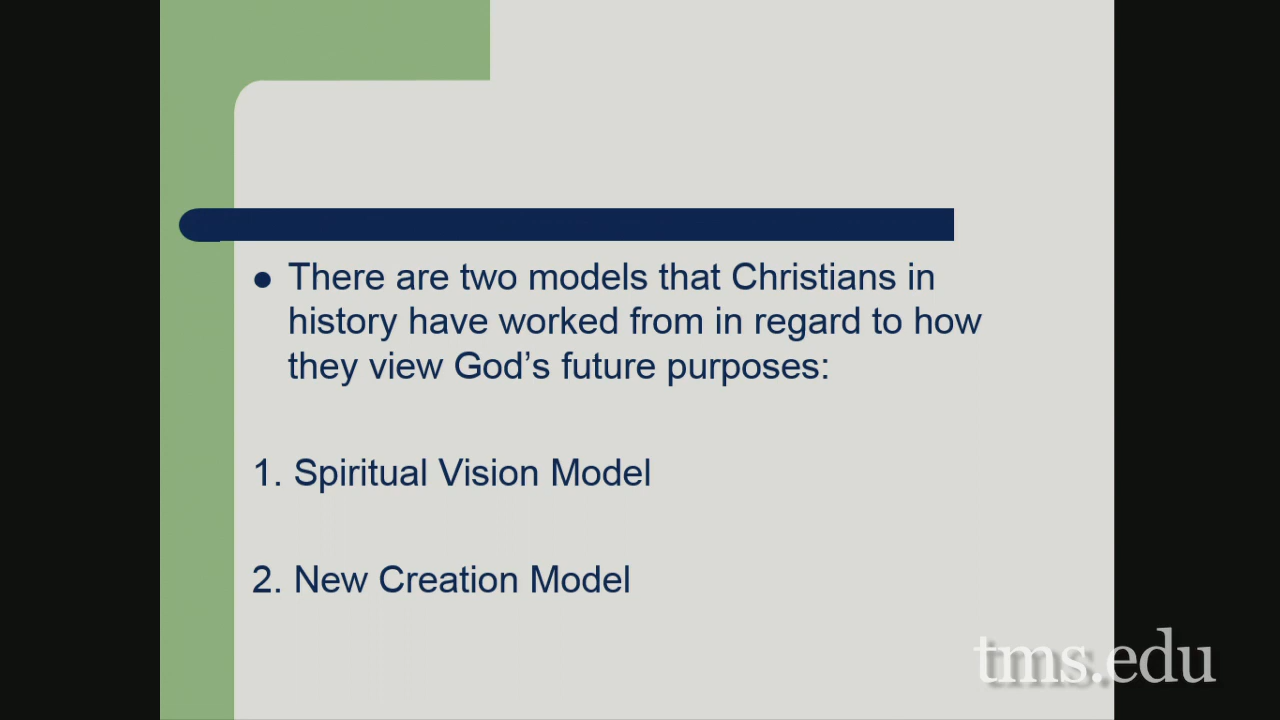 There are two models that Christians in
history have worked from in regard to how
they view God’s future purposes:
1. Spiritual Vision Model
2. New Creation Model
tms.edu